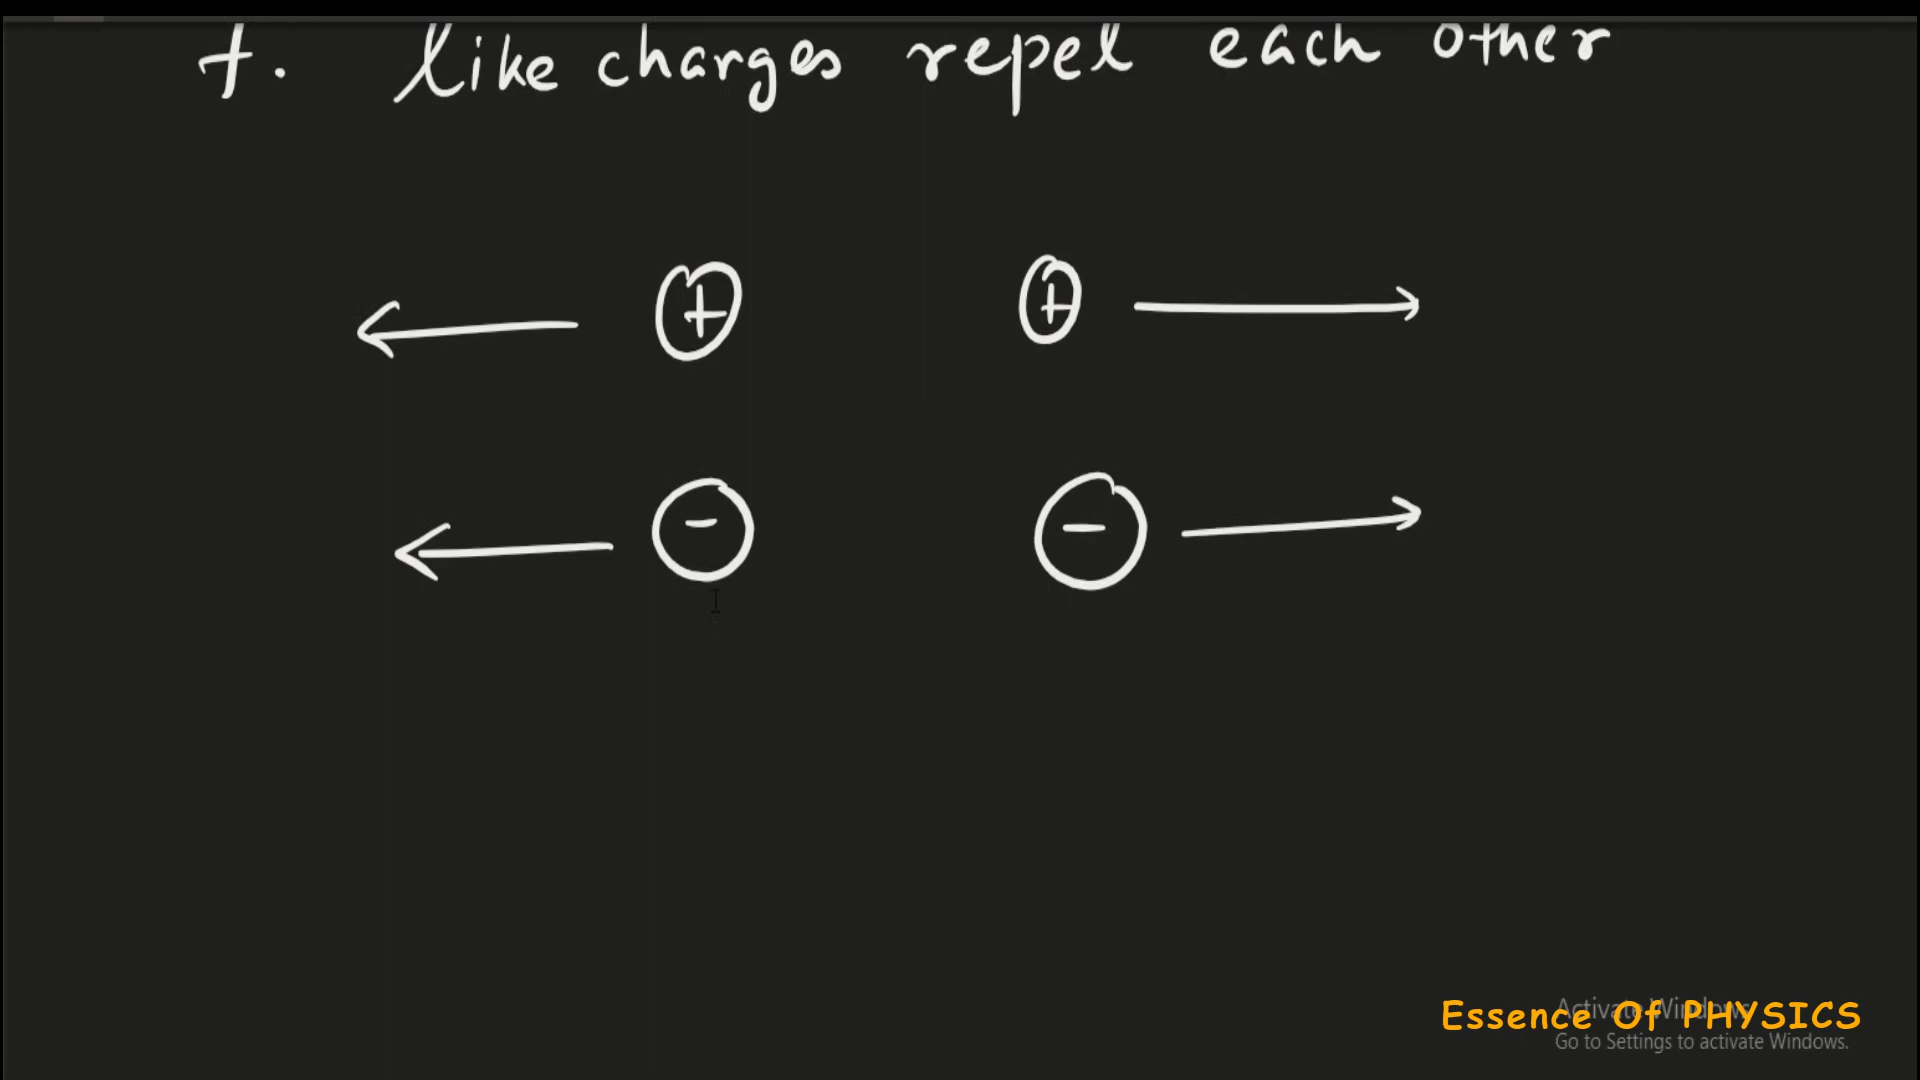 7. like charges repel each other
+ +
- -
Essence Of PHYSICS
Activate Windows
Go to Settings to activate Windows.